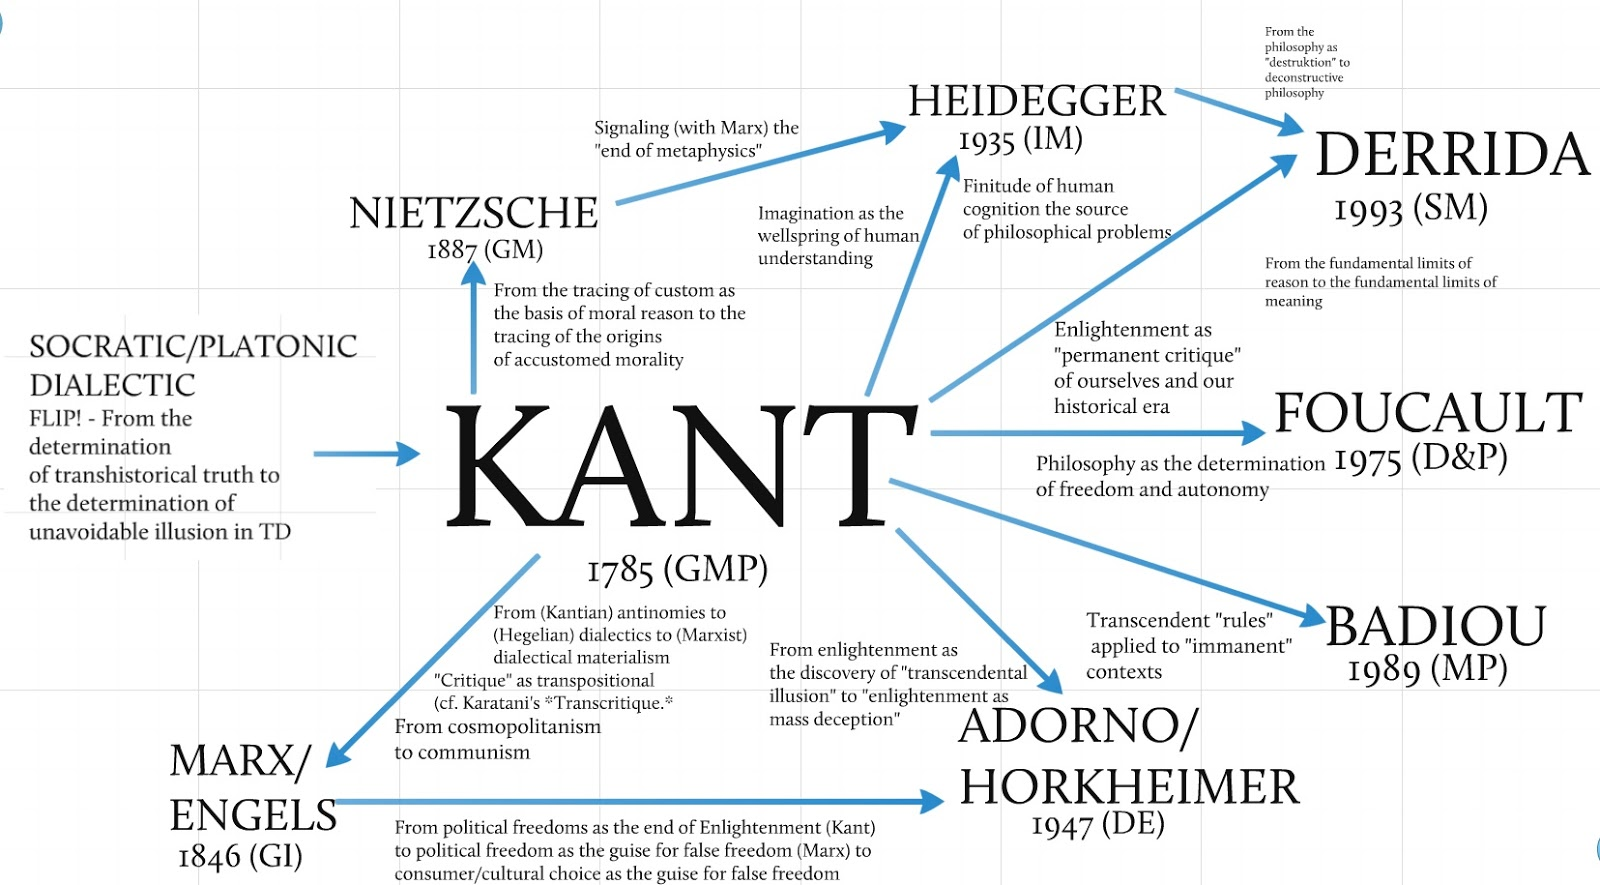 From the
philosophy as
"destruktion" to
deconstructive
philosophy
HEIDEGGER
1935 (IM)
Signaling (with Marx) the
"end of metaphysics"
DERRIDA
1993 (SM)
NIETZSCHE
1887 (GM)
Finitude of human
cognition the source
of philosophical problems
Imagination as the
wellspring of human
understanding
From the fundamental limits of
reason to the fundamental limits of
meaning
From the tracing of custom as
the basis of moral reason to the
tracing of the origins
of accustomed morality
SOCRATIC/PLATONIC
DIALECTIC
FLIP! - From the
determination
of transhistorical truth to
the determination of
unavoidable illusion in TD
Enlightenment as
"permanent critique"
of ourselves and our
historical era
KANT
1785 (GMP)
FOUCAULT
1975 (D&P)
Philosophy as the determination
of freedom and autonomy
From (Kantian) antinomies to
(Hegelian) dialectics to (Marxist)
dialectical materialism
"Critique" as transpositional
(cf. Karatani's *Transcritique.*
From cosmopolitanism
to communism
From enlightenment as
the discovery of "transcendental
illusion" to "enlightenment as
mass deception"
Transcendent "rules"
applied to "immanent"
contexts
BADIOU
1989 (MP)
MARX/
ENGELS
1846 (GI)
ADORNO/
HORKHEIMER
1947 (DE)
From political freedoms as the end of Enlightenment (Kant)
to political freedom as the guise for false freedom (Marx) to
consumer/cultural choice as the guise for false freedom